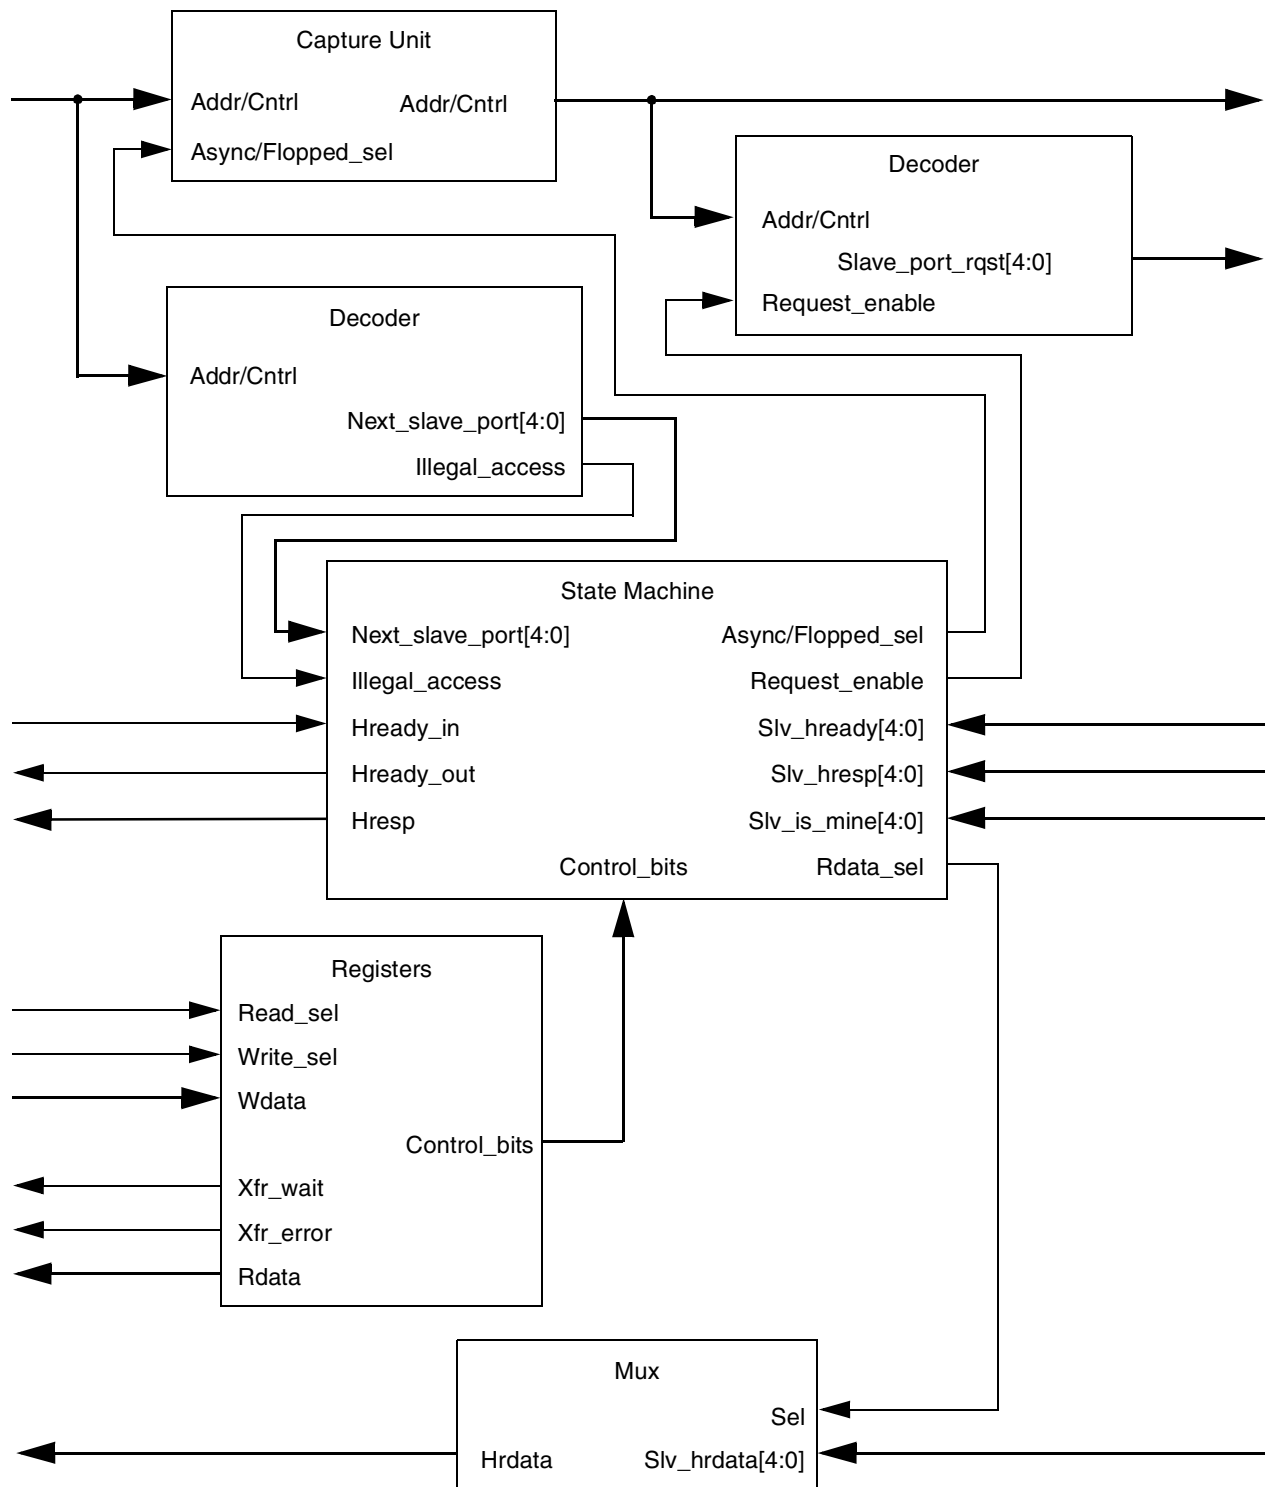 Capture Unit
Addr/Cntrl Addr/Cntrl
Async/Flopped_sel
Decoder
Addr/Cntrl
Slave_port_rqst[4:0]
Request_enable
Decoder
Addr/Cntrl
Next_slave_port[4:0]
Illegal_access
State Machine
Next_slave_port[4:0] Async/Flopped_sel
Illegal_access Request_enable
Hready_in Slv_hready[4:0]
Hready_out Slv_hresp[4:0]
Hresp Slv_is_mine[4:0]
Control_bits Rdata_sel
Registers
Read_sel
Write_sel
Wdata
Control_bits
Xfr_wait
Xfr_error
Rdata
Mux
Sel
Hrdata Slv_hrdata[4:0]